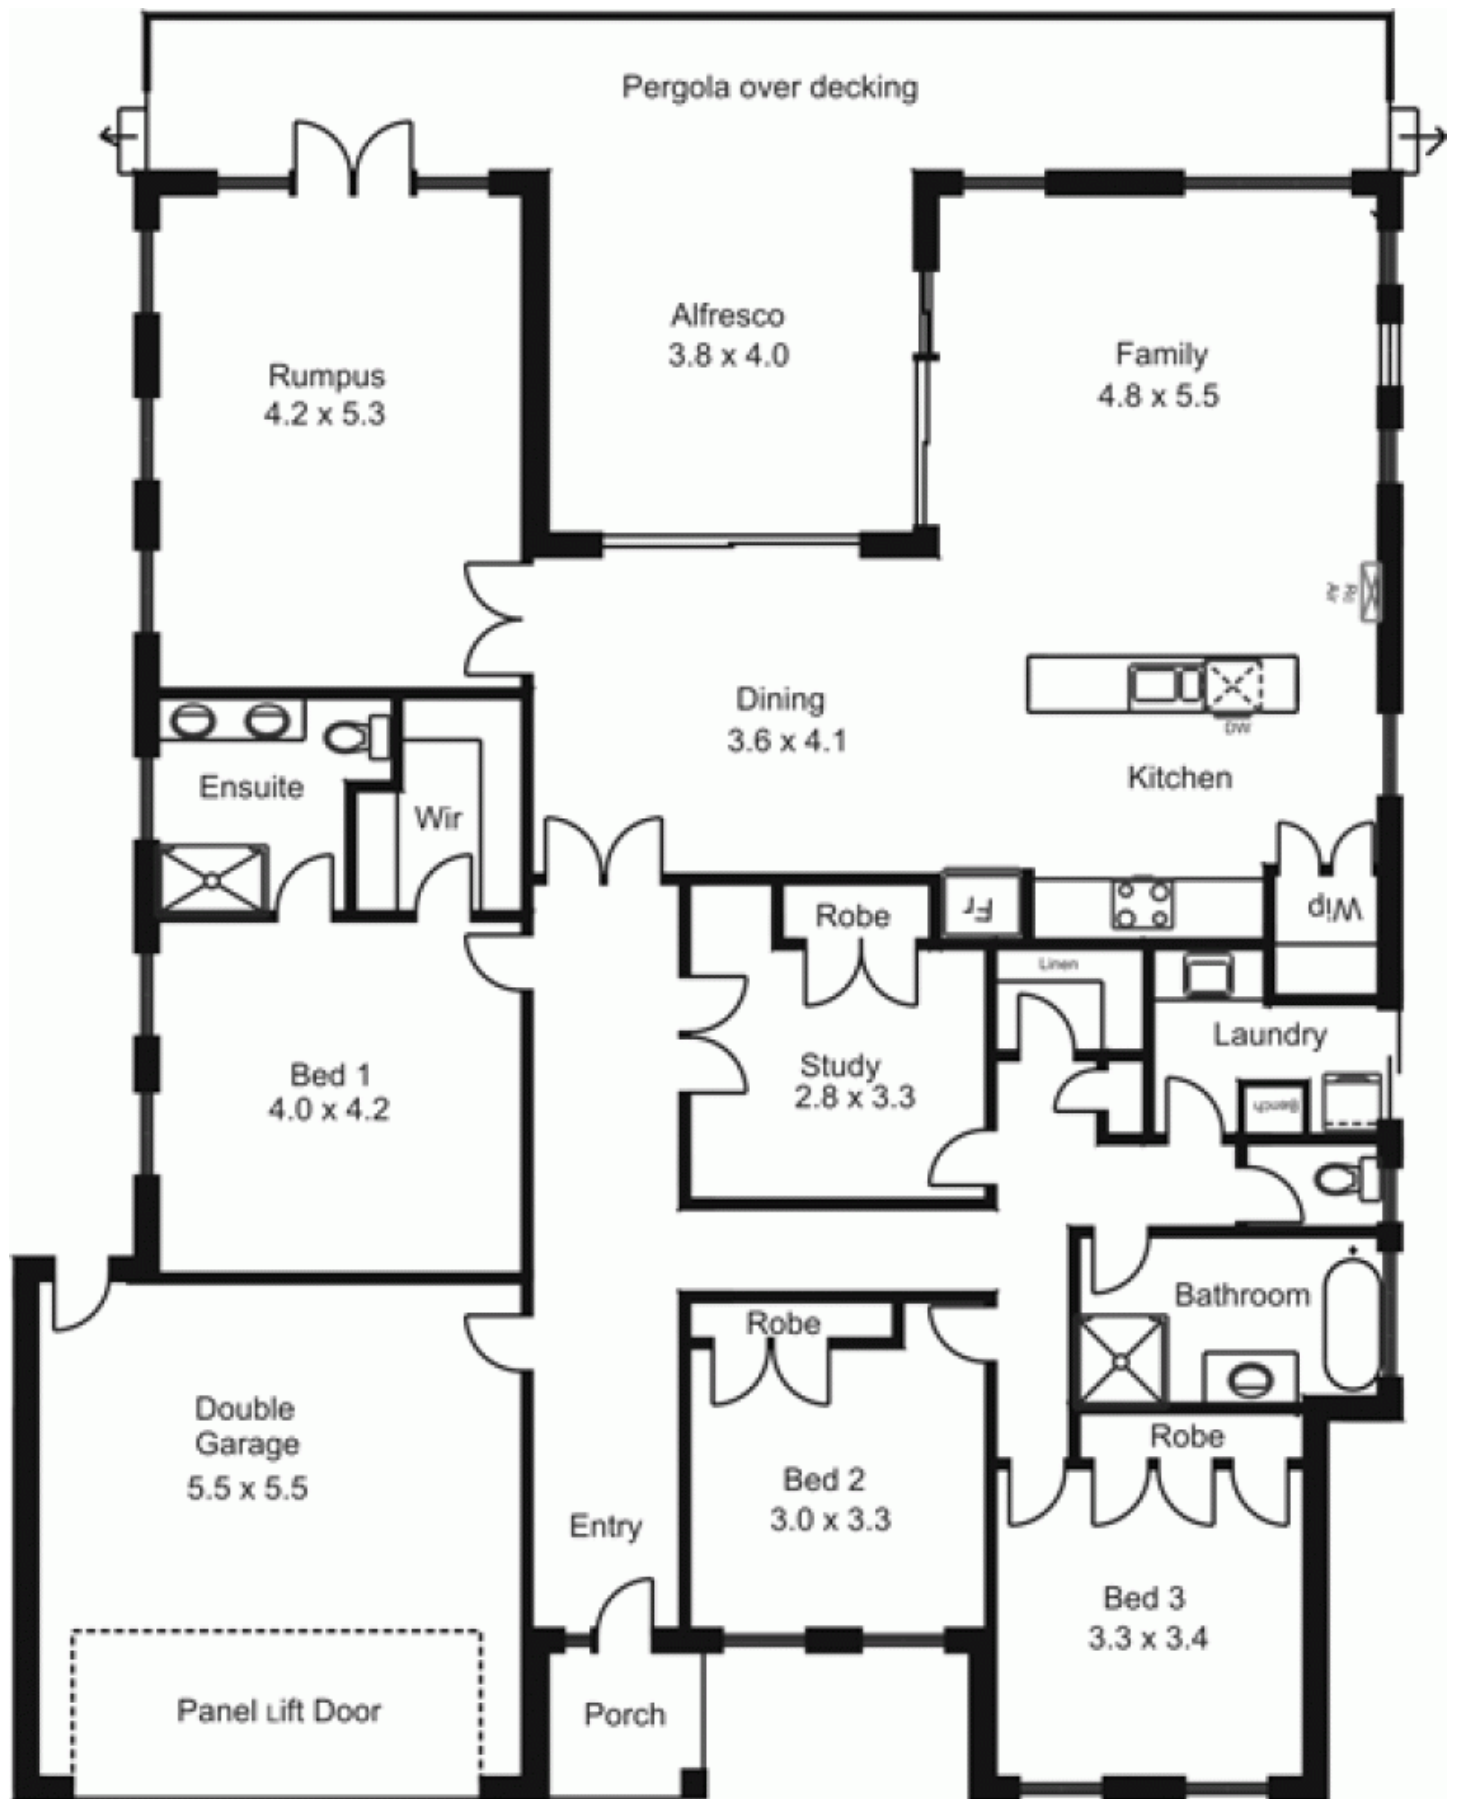 Pergola over decking
Alfresco
3.8 x 4.0
Family
4.8 x 5.5
Rumpus
4.2 x 5.3
Ri
Air
Dining
3.6 x 4.1
DW
Kitchen
Ensuite
Wir
Robe
Fr
Wip
Linen
Laundry
Bed 1
4.0 x 4.2
Study
2.8 x 3.3
Bench
Bathroom
Robe
Double
Garage
5.5 x 5.5
Robe
Bed 2
3.0 x 3.3
Entry
Bed 3
3.3 x 3.4
Panel Lift Door
Porch